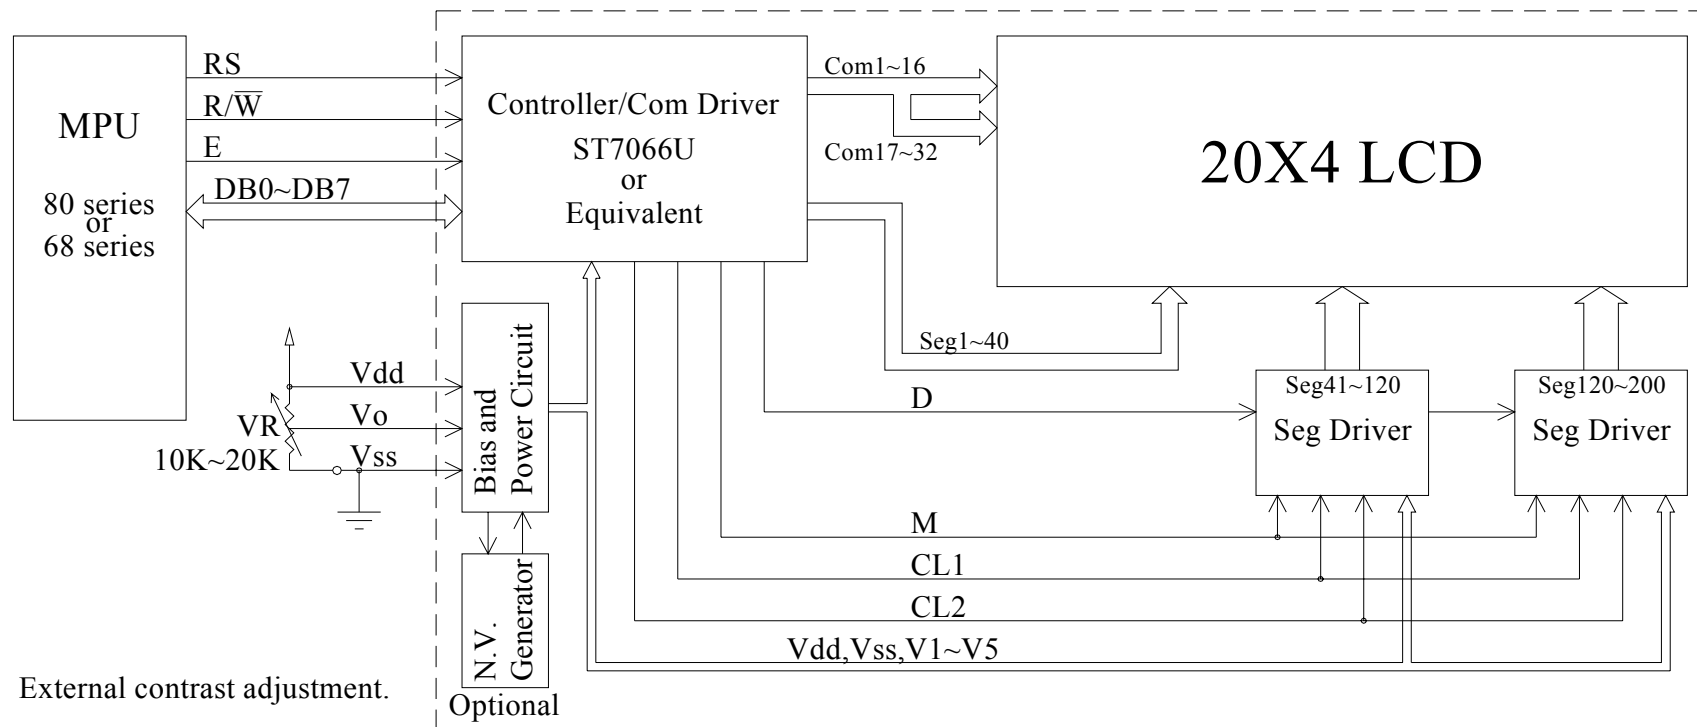 MPU
80 series
or
68 series
RS
R/W̅
E
DB0~DB7
Controller/Com Driver
ST7066U
or
Equivalent
Com1~16
Com17~32
20X4 LCD
Seg1~40
Vdd
Vo
Vss
VR
10K~20K
Bias and
Power Circuit
N.V.
Generator
Optional
D
M
CL1
CL2
Vdd,Vss,V1~V5
Seg41~120
Seg Driver
Seg120~200
Seg Driver
External contrast adjustment.